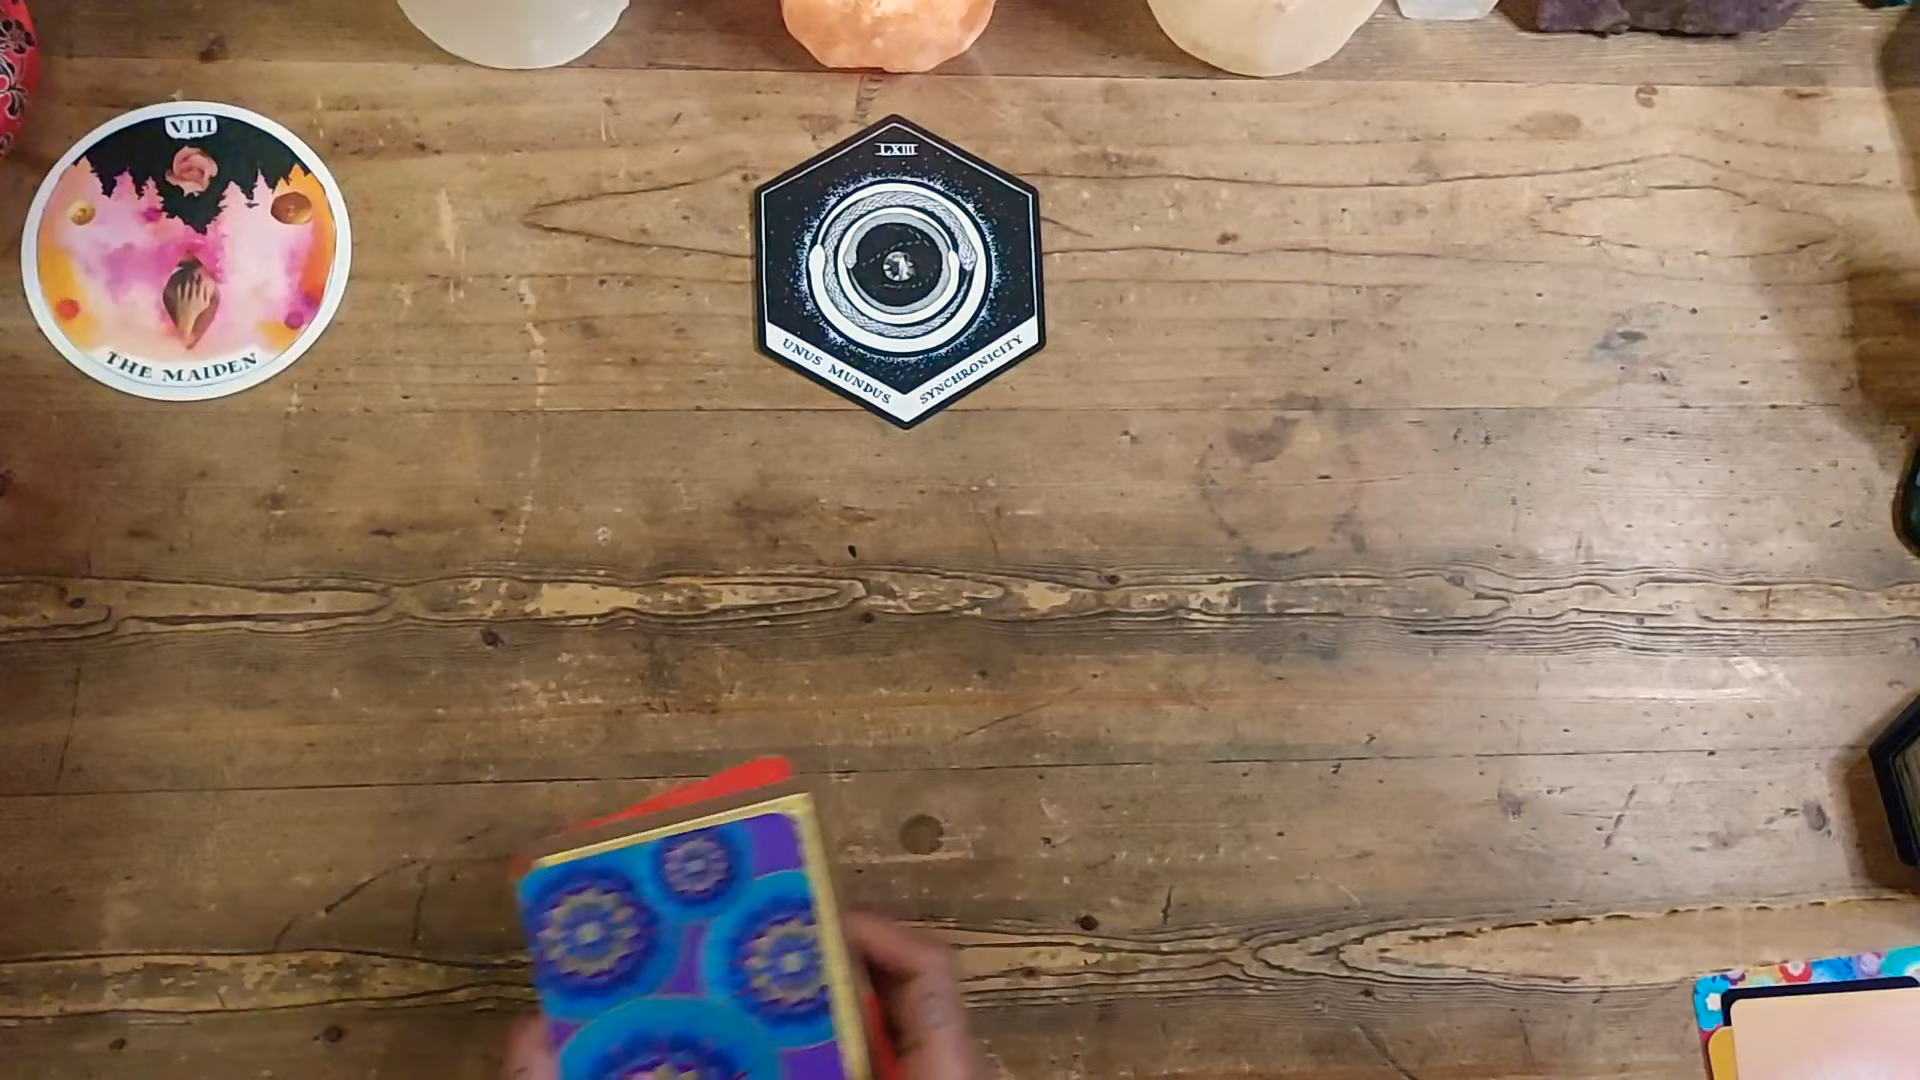 VIII
THE MAIDEN
LXIII
UNUS MUNDUS
SYNCHRONICITY